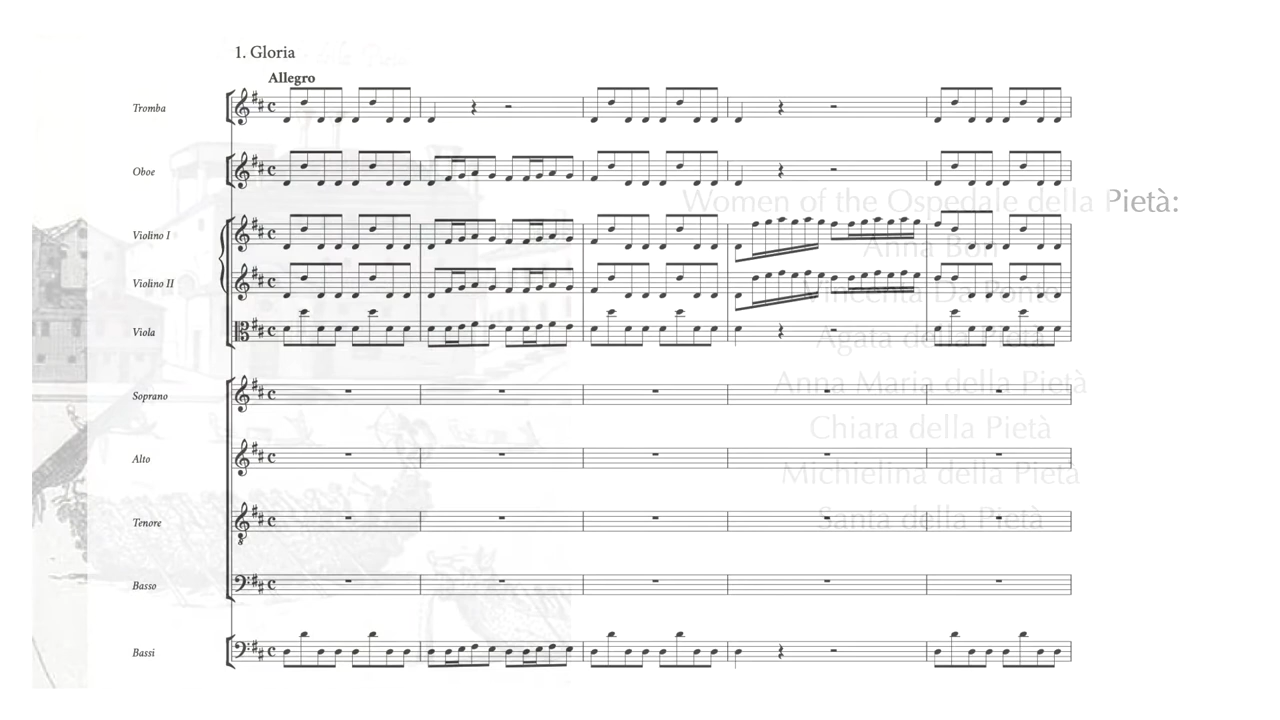 1. Gloria
Allegro
Tromba
Oboe
Women of the Ospedale della Pietà:
Violino I
Anna Bon
Violino II
Vincenta Da Ponte
Viola
Agata della Pietà
Anna Maria della Pietà
Soprano
Chiara della Pietà
Alto
Michielina della Pietà
Tenore
Santa della Pietà
Basso
Bassi